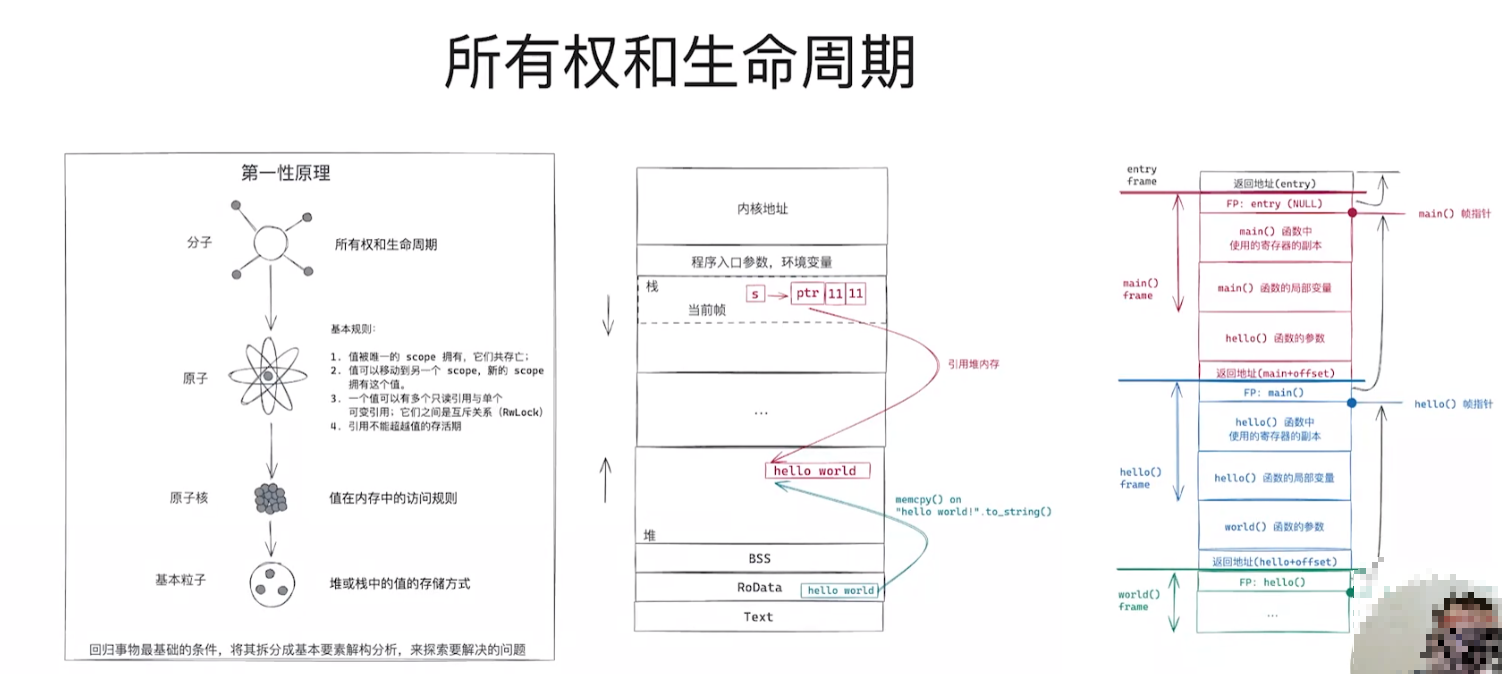 所有权和生命周期
第一性原理
分子
所有权和生命周期
基本规则:
1. 值被唯一的 scope 拥有, 它们共存亡;
2. 值可以移动到另一个 scope, 新的 scope
拥有这个值。
3. 一个值可以有多个只读引用与单个
可变引用; 它们之间是互斥关系 (RwLock)
4. 引用不能超越值的存活期
原子
原子核
值在内存中的访问规则
基本粒子
堆或栈中的值的存储方式
回归事物最基础的条件, 将其拆分成基本要素解构分析, 来探索要解决的问题
内核地址
程序入口参数, 环境变量
栈
s
ptr
11
11
当前帧
引用堆内存
...
hello world
memcpy() on
"hello world!".to_string()
堆
BSS
RoData
hello world
Text
entry
frame
返回地址(entry)
FP: entry (NULL)
main() 帧指针
main() 函数中
使用的寄存器的副本
main()
frame
main() 函数的局部变量
hello() 函数的参数
返回地址(main+offset)
FP: main()
hello() 帧指针
hello() 函数中
使用的寄存器的副本
hello()
frame
hello() 函数的局部变量
world() 函数的参数
返回地址(hello+offset)
FP: hello()
world()
frame
...